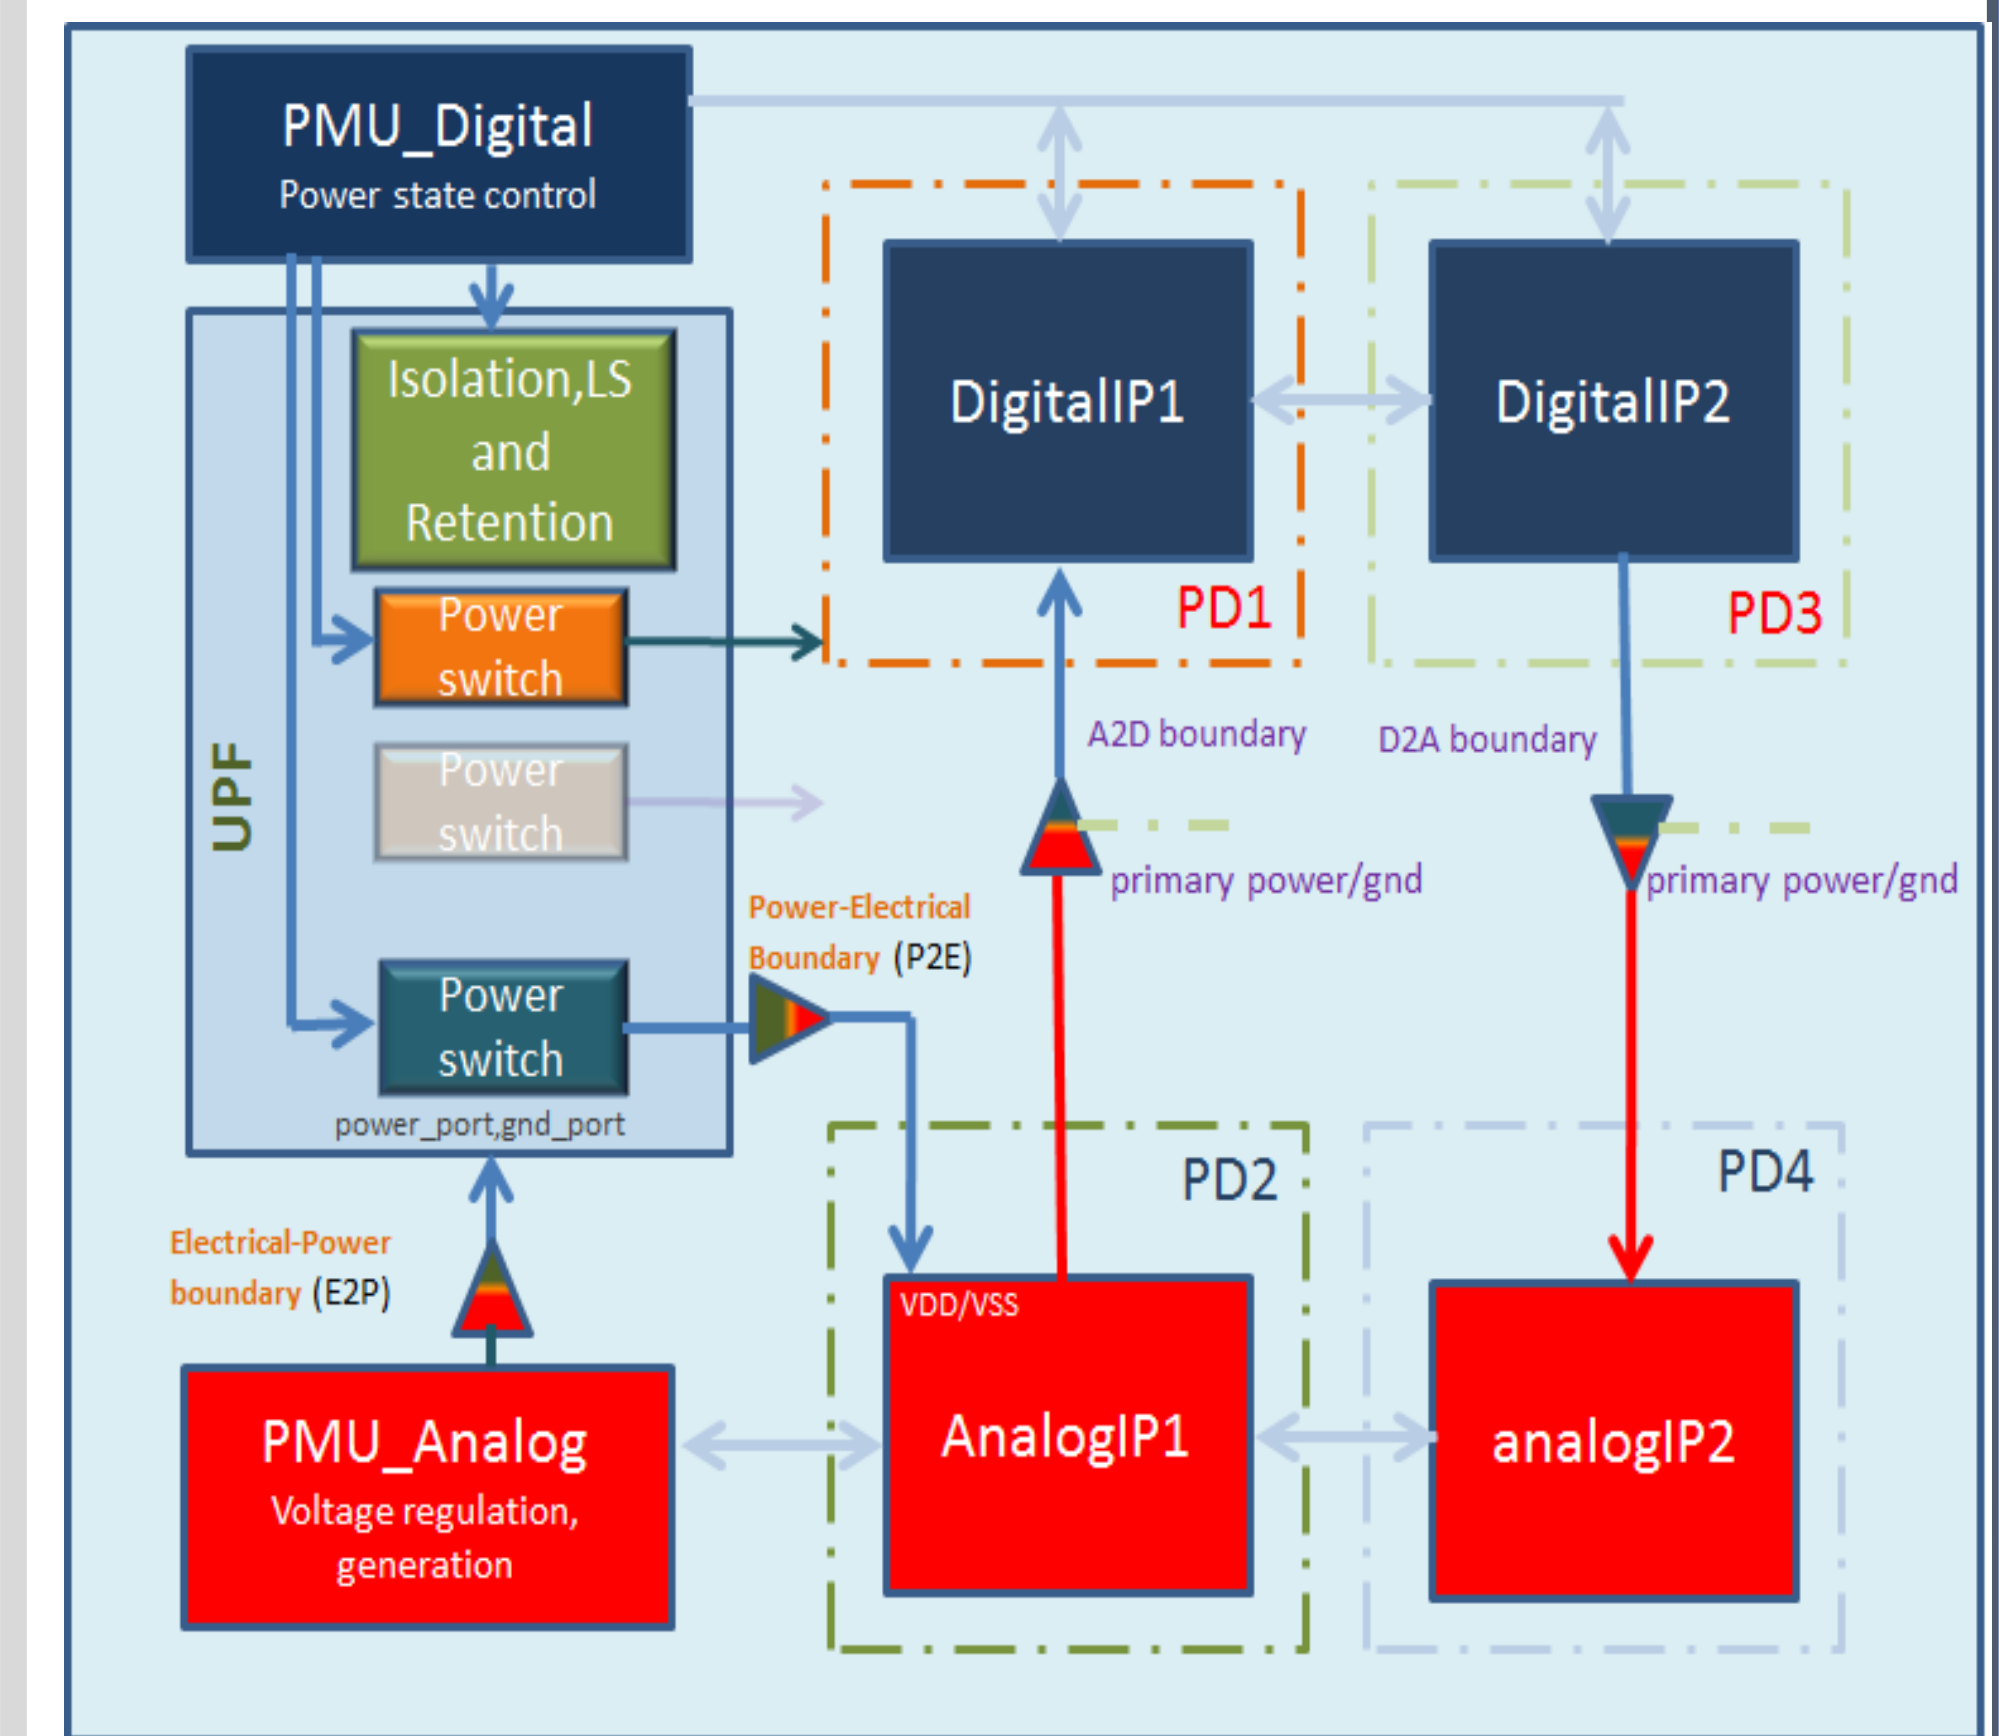 PMU_Digital
Power state control
Isolation,LS
and
Retention
Power
switch
Power
switch
UPF
Power
switch
power_port,gnd_port
DigitalIP1
PD1
DigitalIP2
PD3
A2D boundary
D2A boundary
primary power/gnd
primary power/gnd
Power-Electrical
Boundary (P2E)
Electrical-Power
boundary (E2P)
PD2
PD4
VDD/VSS
AnalogIP1
analogIP2
PMU_Analog
Voltage regulation,
generation